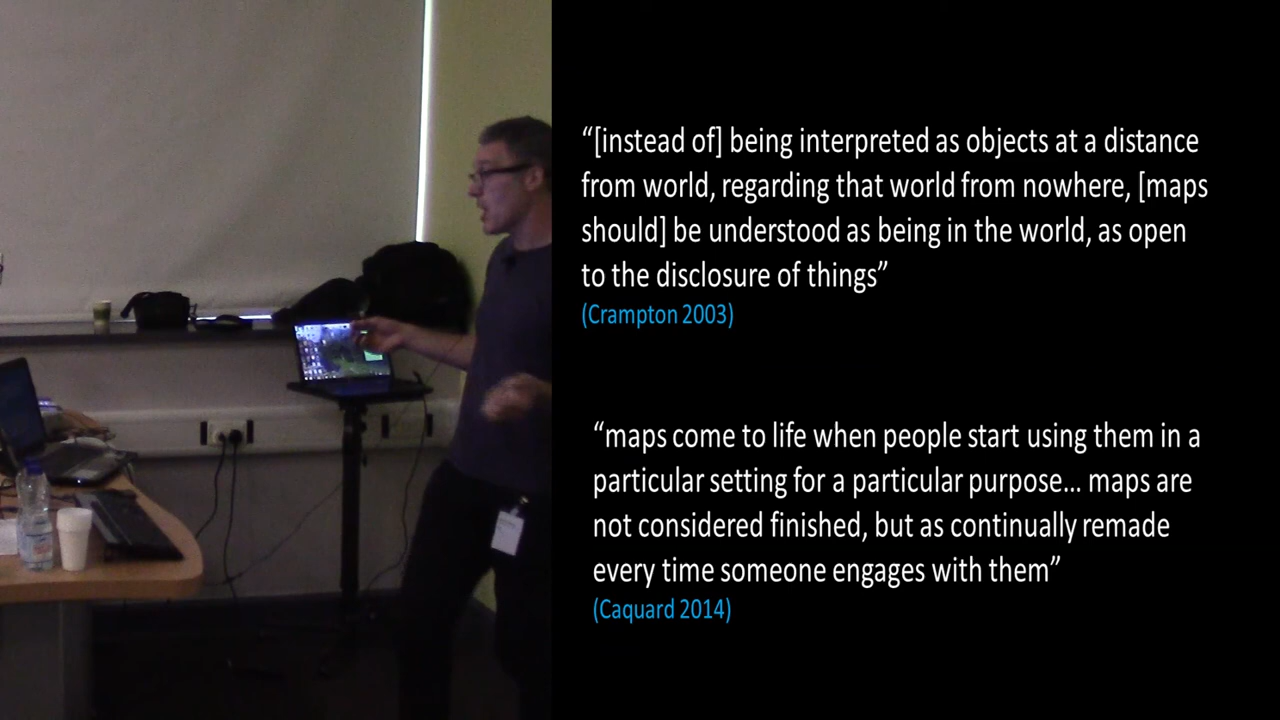 “[instead of] being interpreted as objects at a distance
from world, regarding that world from nowhere, [maps
should] be understood as being in the world, as open
to the disclosure of things”
(Crampton 2003)
“maps come to life when people start using them in a
particular setting for a particular purpose... maps are
not considered finished, but as continually remade
every time someone engages with them”
(Caquard 2014)